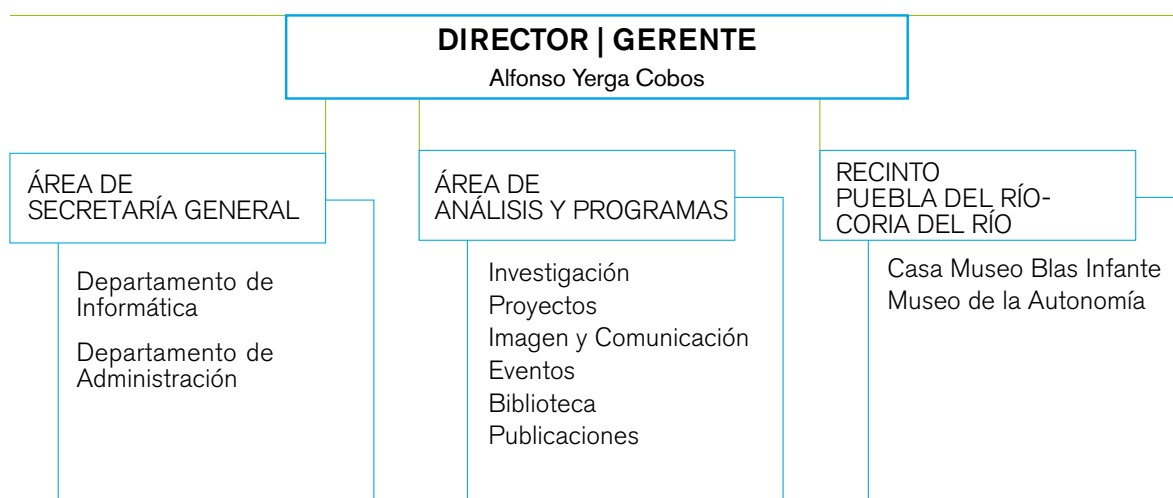 DIRECTOR | GERENTE
Alfonso Yerga Cobos
ÁREA DE
SECRETARÍA GENERAL
Departamento de
Informática
Departamento de
Administración
ÁREA DE
ANÁLISIS Y PROGRAMAS
Investigación
Proyectos
Imagen y Comunicación
Eventos
Biblioteca
Publicaciones
RECINTO
PUEBLA DEL RÍO-
CORIA DEL RÍO
Casa Museo Blas Infante
Museo de la Autonomía